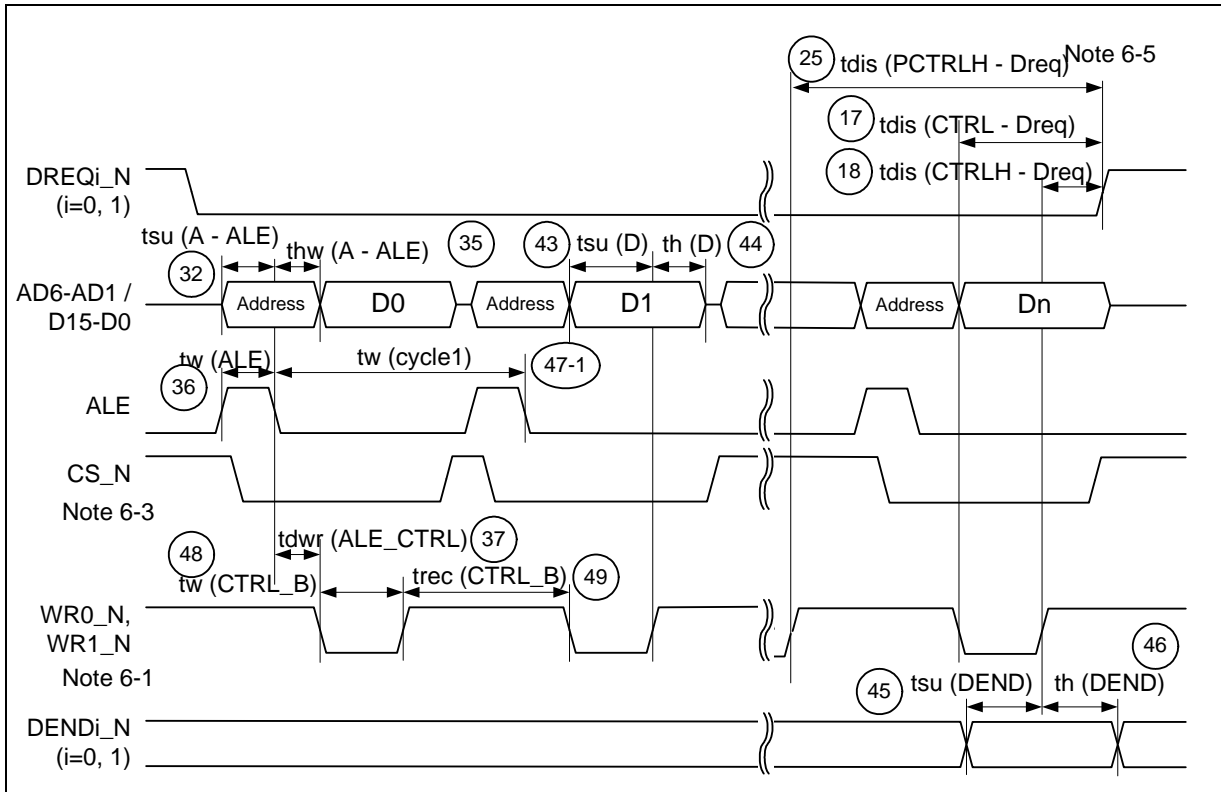 25 tdis (PCTRLH - Dreq) Note 6-5
17 tdis (CTRL - Dreq)
18 tdis (CTRLH - Dreq)
DREQi_N
(i=0, 1)
tsu (A - ALE)
32
thw (A - ALE)
35
43
tsu (D)
th (D)
44
AD6-AD1 /
D15-D0
Address
D0
Address
D1
Address
Dn
tw (ALE)
36
tw (cycle1)
47-1
ALE
CS_N
Note 6-3
tdwr (ALE_CTRL) 37
48
tw (CTRL_B)
trec (CTRL_B)
49
WR0_N,
WR1_N
Note 6-1
45
tsu (DEND)
th (DEND)
46
DENDi_N
(i=0, 1)